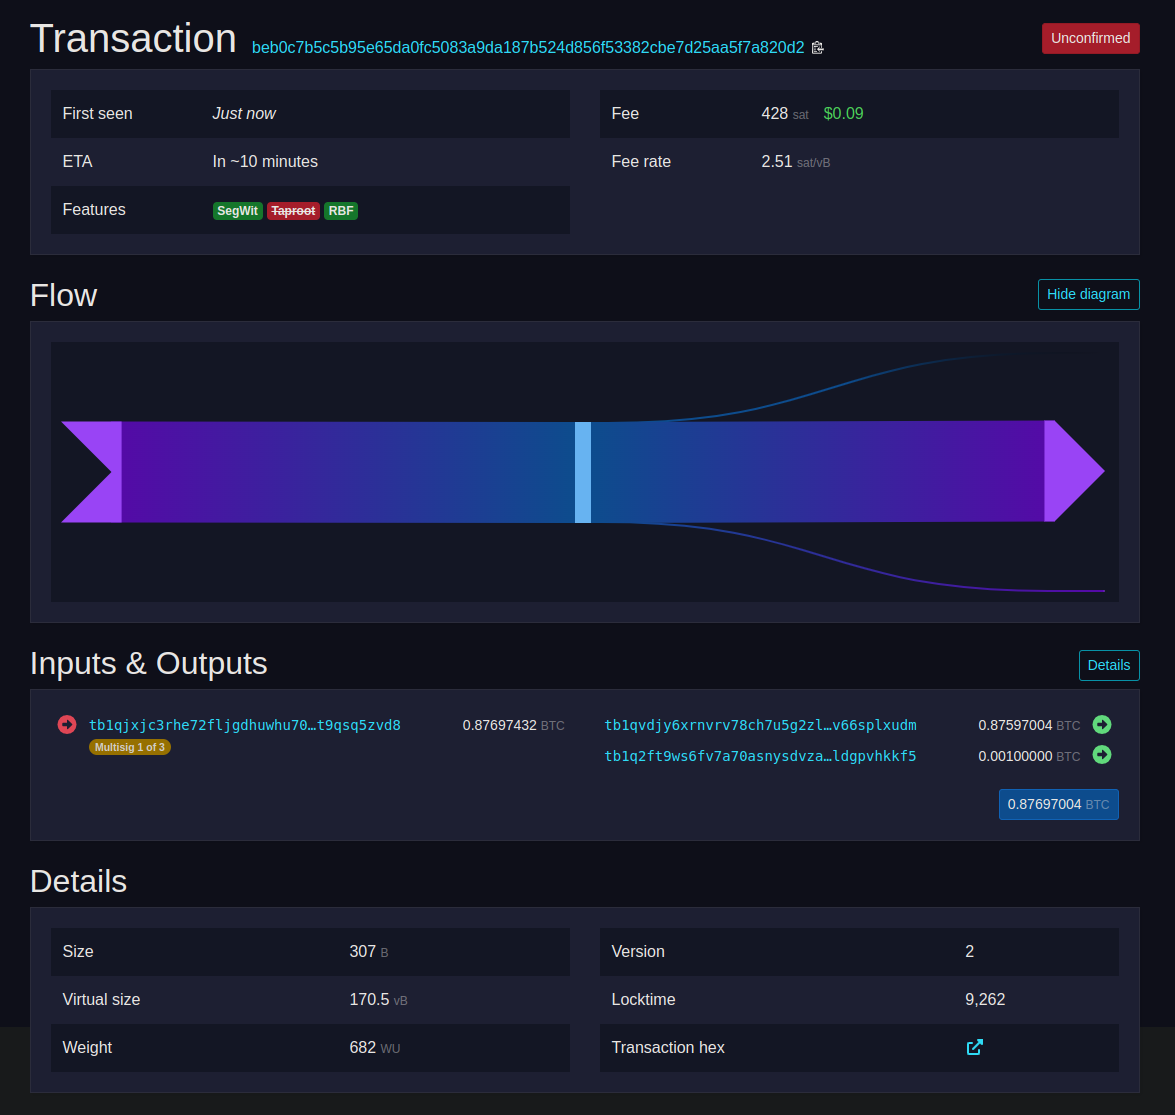 Transaction beb0c7b5c5b95e65da0fc5083a9da187b524d856f53382cbe7d25aa5f7a820d2 Unconfirmed
First seen Just now
ETA In ~10 minutes
Features SegWit Taproot RBF
Fee 428 sat $0.09
Fee rate 2.51 sat/vB
Flow Hide diagram
Inputs & Outputs Details
tb1qjxjc3rhe72fljgdhuwhu70…t9qsq5zvd8 0.87697432 BTC
Multisig 1 of 3
tb1qvdjy6xrnvrv78ch7u5g2zl…v66splxudm 0.87597004 BTC
tb1q2ft9ws6fv7a70asnysdvza…ldgpvhkkf5 0.00100000 BTC
0.87697004 BTC
Details
Size 307 B
Virtual size 170.5 vB
Weight 682 WU
Version 2
Locktime 9,262
Transaction hex